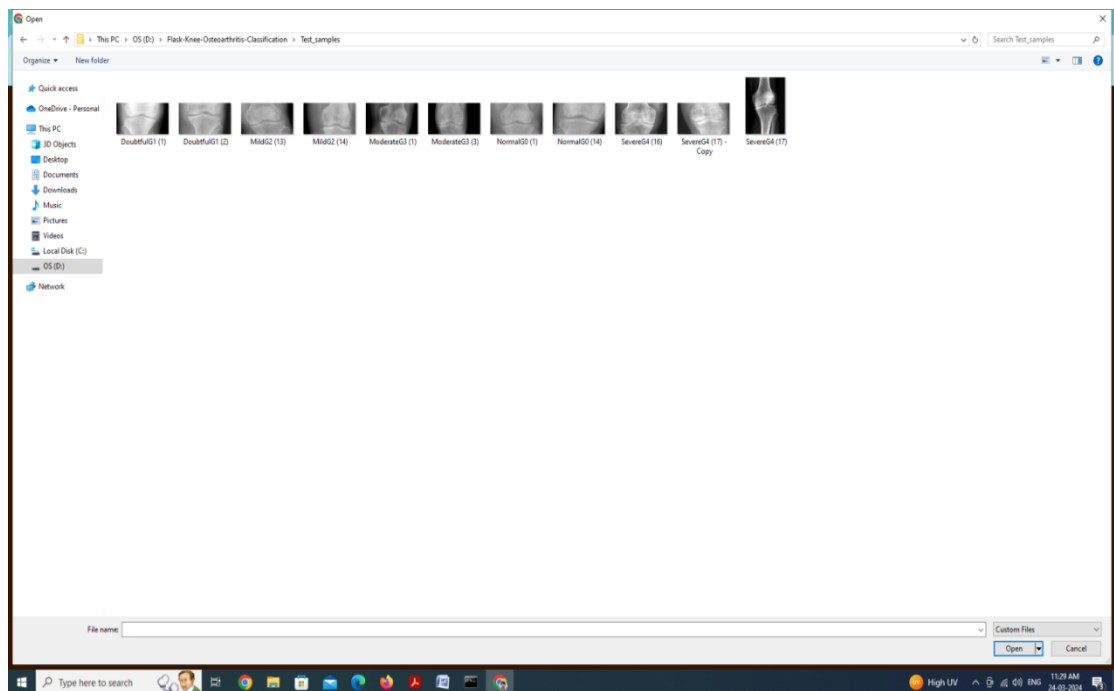 Open
This PC > OS (D:) > Flask-Knee-Osteoarthritis-Classification > Test_samples
Search Test_samples
Organize
New folder
Quick access
OneDrive - Personal
This PC
3D Objects
Desktop
Documents
Downloads
Music
Pictures
Videos
Local Disk (C:)
OS (D:)
Network
DoubtfulG1 (1)
DoubtfulG1 (2)
MildG2 (13)
MildG2 (14)
ModerateG3 (1)
ModerateG3 (3)
NormalG0 (1)
NormalG0 (14)
SevereG4 (16)
SevereG4 (17) -
Copy
SevereG4 (17)
File name:
Custom Files
Open
Cancel
Type here to search
High UV
ENG
11:29 AM
24-03-2024